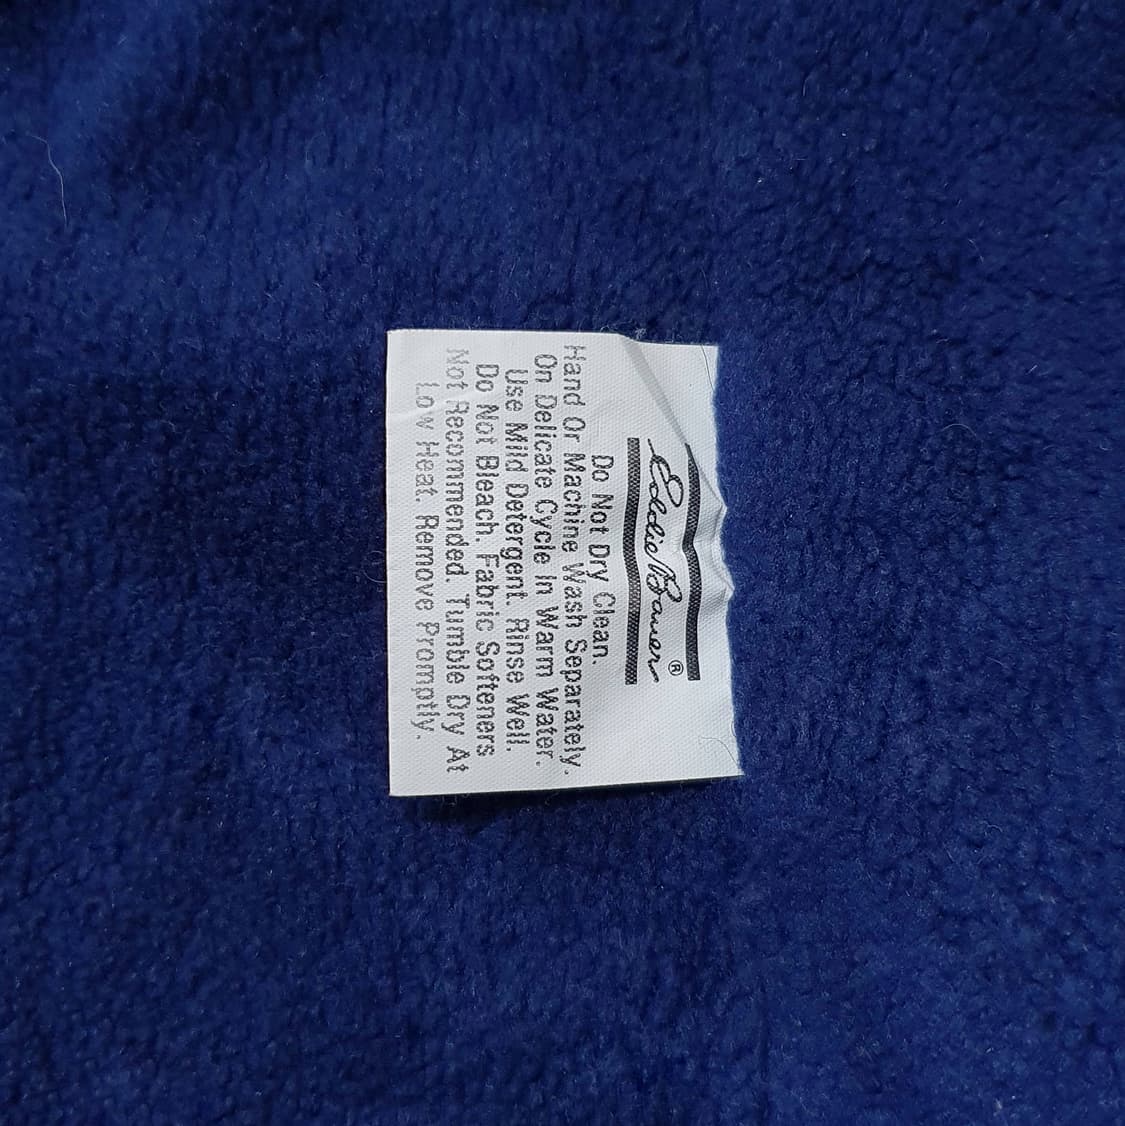 Eddie Bauer®
Do Not Dry Clean.
Hand Or Machine Wash Separately.
On Delicate Cycle In Warm Water.
Use Mild Detergent. Rinse Well.
Do Not Bleach. Fabric Softeners
Not Recommended. Tumble Dry At
Low Heat. Remove Promptly.